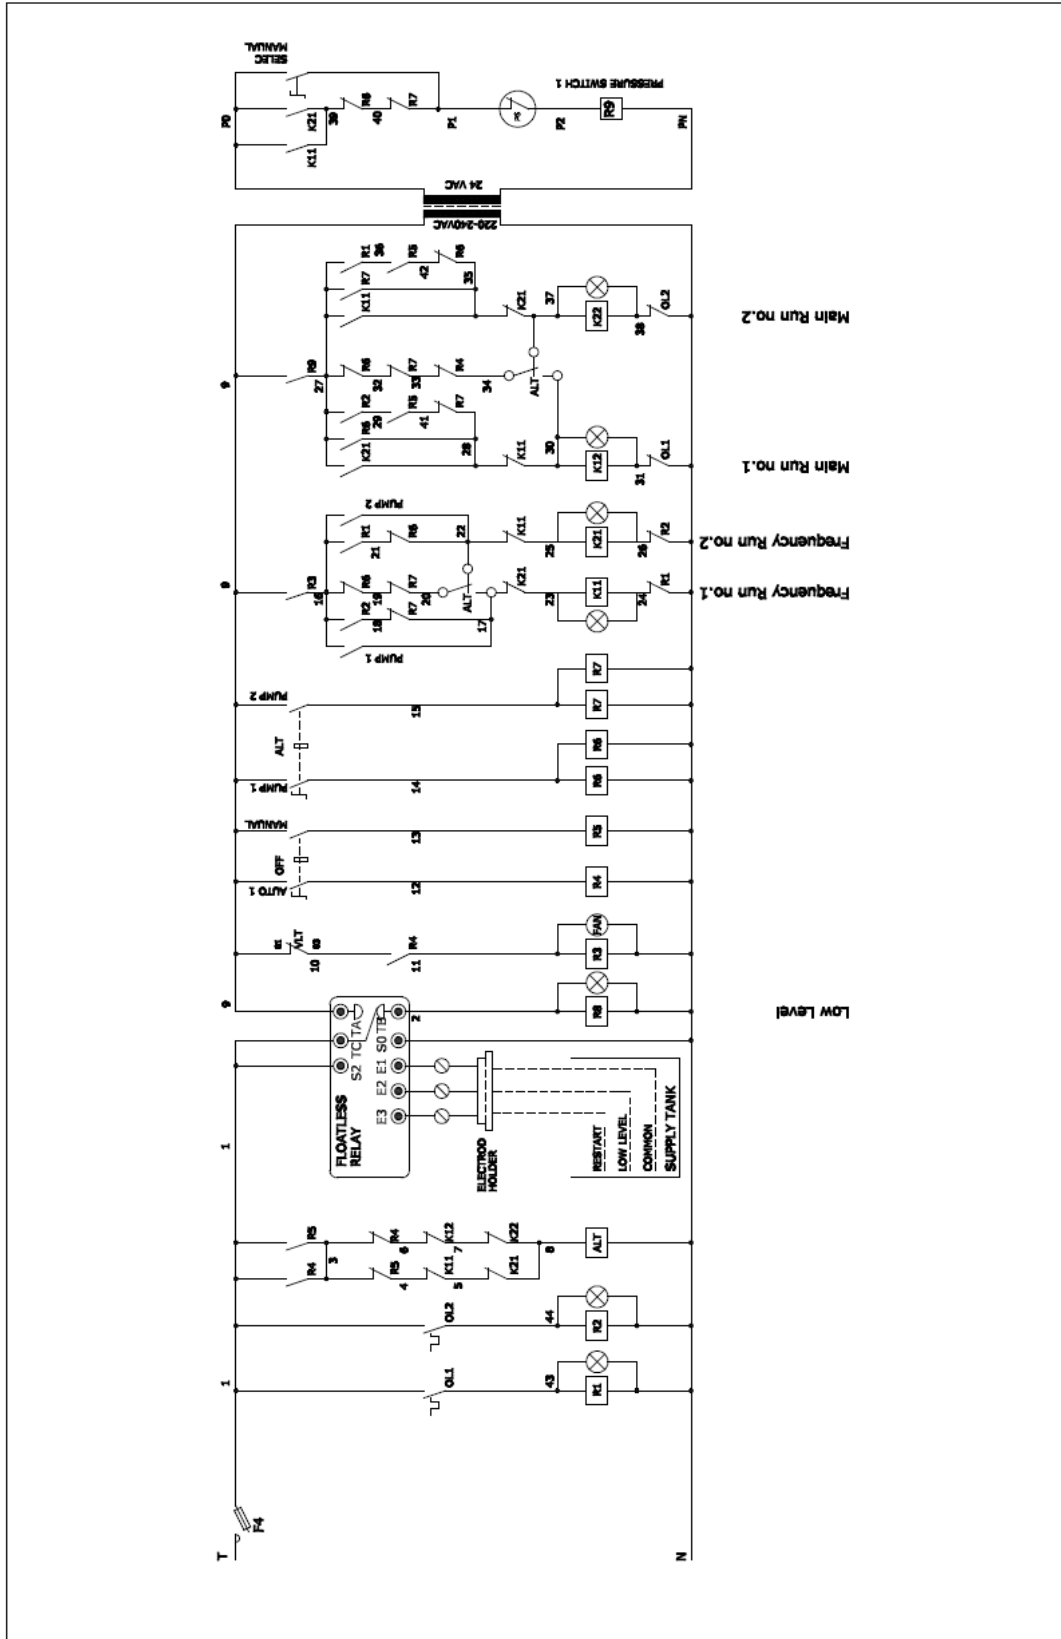 T
F4
N
1
OL1
43
R1
OL2
44
R2
R4
R5
3
R5
4
K11
5
K21
R4
6
K12
7
K22
8
ALT
1
FLOATLESS
RELAY
S2
TC
TA
E3
E2
E1
S0
TB
2
ELECTROD
HOLDER
RESTART
LOW LEVEL
COMMON
SUPPLY TANK
9
R8
Low Level
VLT
10
R4
11
R3
FAN
AUTO 1
OFF
MANUAL
12
R4
13
R5
PUMP 1
ALT
PUMP 2
14
R6
R6
15
R7
R7
9
R3
16
PUMP 1
R2
18
R7
17
R6
19
R7
20
ALT
R1
21
R6
22
PUMP 2
K21
23
K11
24
R1
Frequency Run no.1
K11
25
K21
26
R2
Frequency Run no.2
9
R9
27
K21
R6
R2
29
R5
41
R7
28
K11
30
K12
31
OL1
Main Run no.1
R6
32
R7
33
R4
34
ALT
K11
R7
R1
36
R5
42
R6
35
K21
37
K22
38
OL2
Main Run no.2
220-240VAC
24 VAC
P0
K11
K21
39
R6
40
R7
SELEC
MANUAL
P1
PS
P2
R9
PN
PRESSURE SWITCH 1